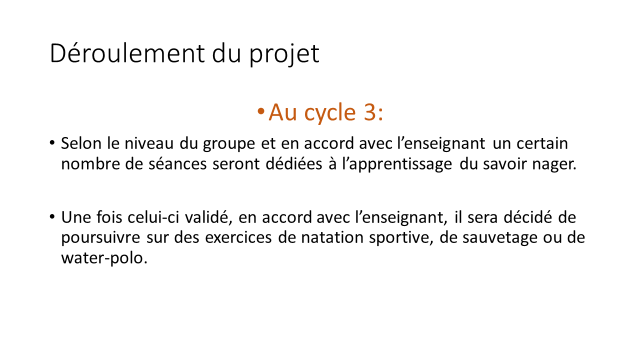 Déroulement du projet
•Au cycle 3:
• Selon le niveau du groupe et en accord avec l’enseignant un certain
nombre de séances seront dédiées à l’apprentissage du savoir nager.
• Une fois celui-ci validé, en accord avec l’enseignant, il sera décidé de
poursuivre sur des exercices de natation sportive, de sauvetage ou de
water-polo.